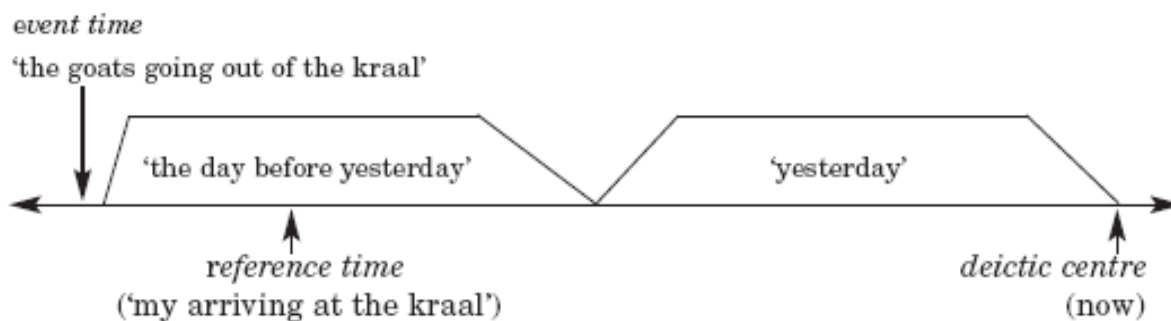 event time
‘the goats going out of the kraal’
‘the day before yesterday’
‘yesterday’
reference time
(‘my arriving at the kraal’)
deictic centre
(now)